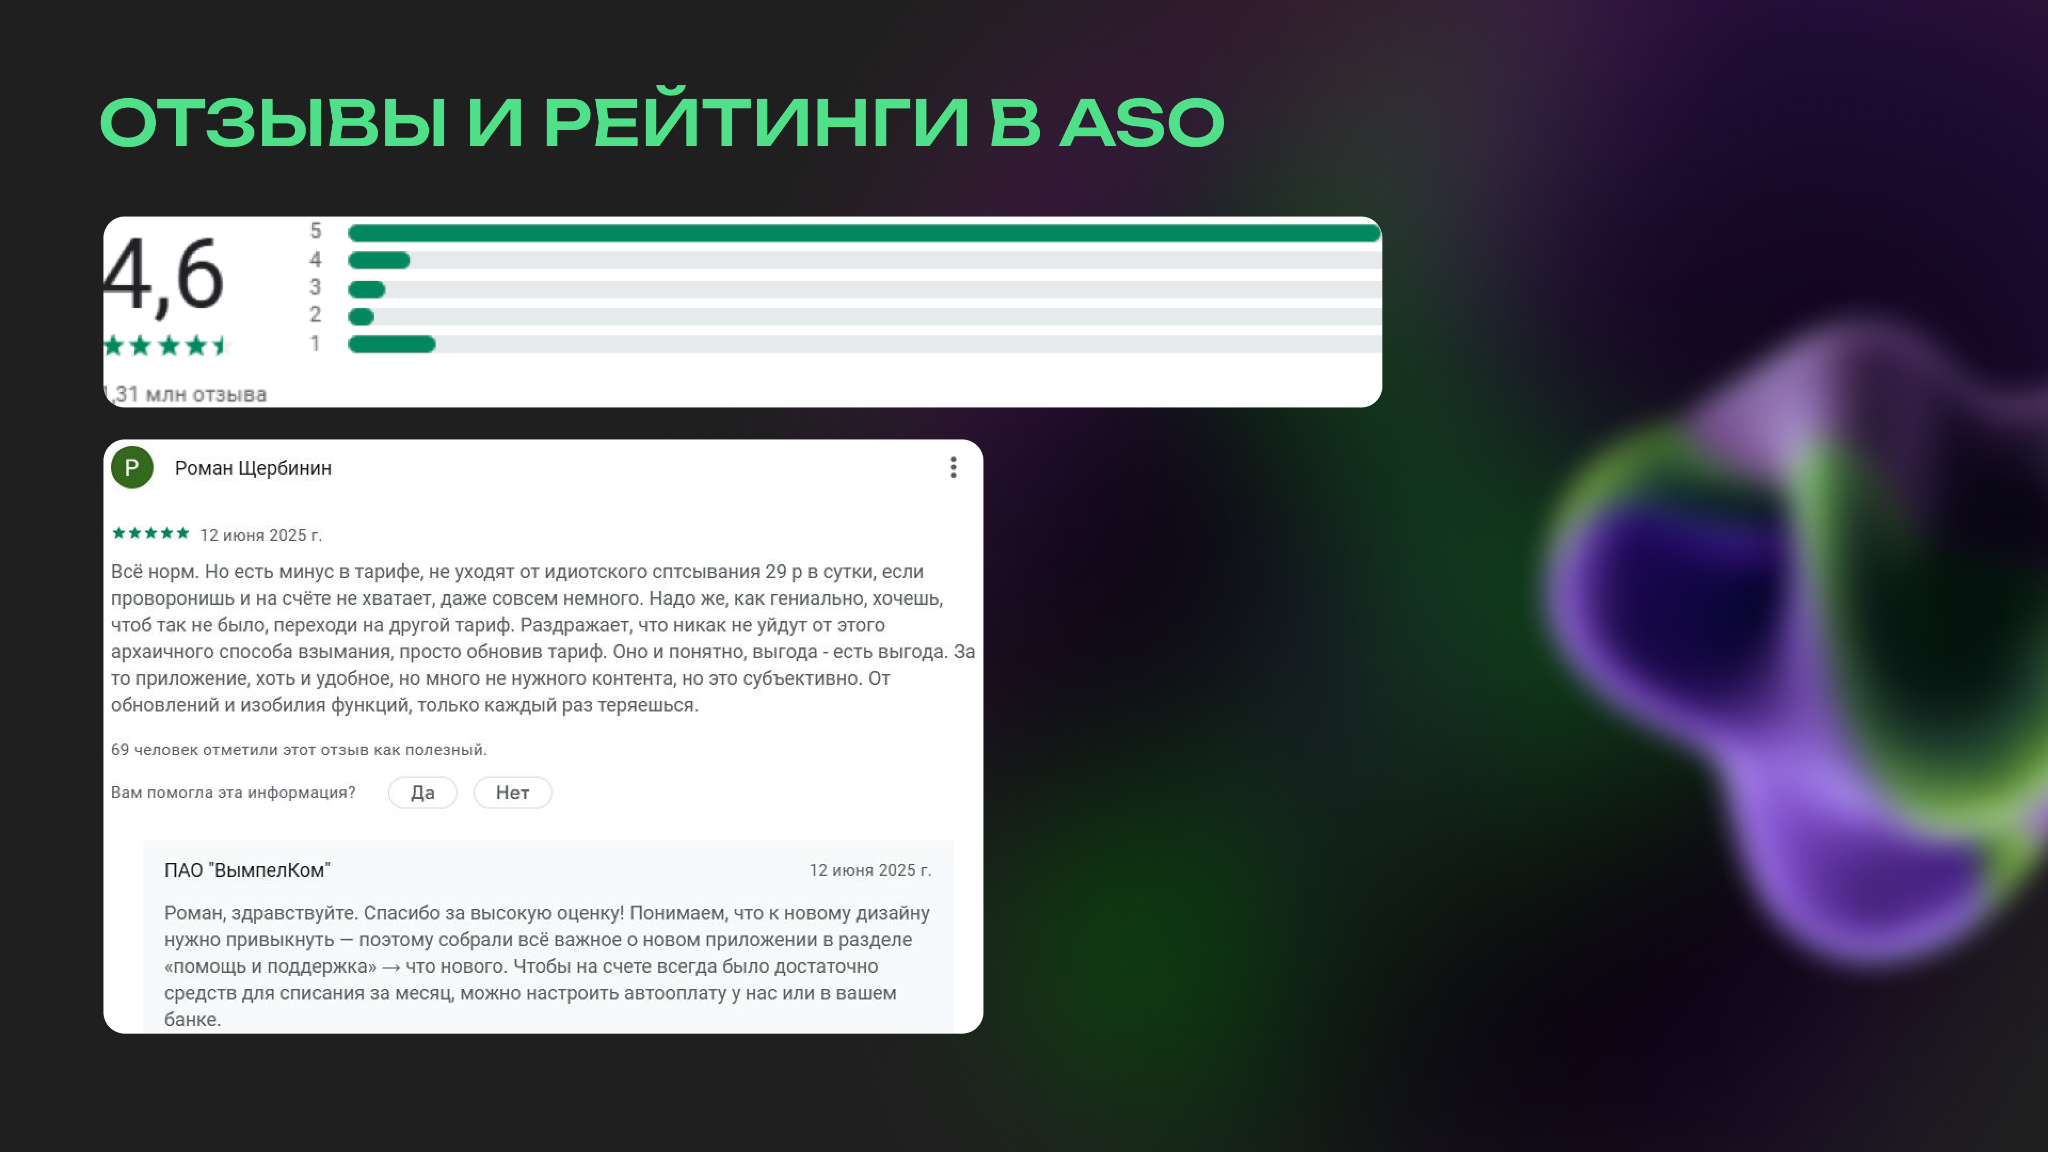 ОТЗЫВЫ И РЕЙТИНГИ В ASO
4,6
5
4
3
2
1
,31 млн отзыва
Р
Роман Щербинин
12 июня 2025 г.
Всё норм. Но есть минус в тарифе, не уходят от идиотского сптсывания 29 р в сутки, если
проворонишь и на счёте не хватает, даже совсем немного. Надо же, как гениально, хочешь,
чтоб так не было, переходи на другой тариф. Раздражает, что никак не уйдут от этого
архаичного способа взымания, просто обновив тариф. Оно и понятно, выгода - есть выгода. За
то приложение, хоть и удобное, но много не нужного контента, но это субъективно. От
обновлений и изобилия функций, только каждый раз теряешься.
69 человек отметили этот отзыв как полезный.
Вам помогла эта информация? Да Нет
ПАО "ВымпелКом" 12 июня 2025 г.
Роман, здравствуйте. Спасибо за высокую оценку! Понимаем, что к новому дизайну
нужно привыкнуть — поэтому собрали всё важное о новом приложении в разделе
«помощь и поддержка» → что нового. Чтобы на счете всегда было достаточно
средств для списания за месяц, можно настроить автооплату у нас или в вашем
банке.